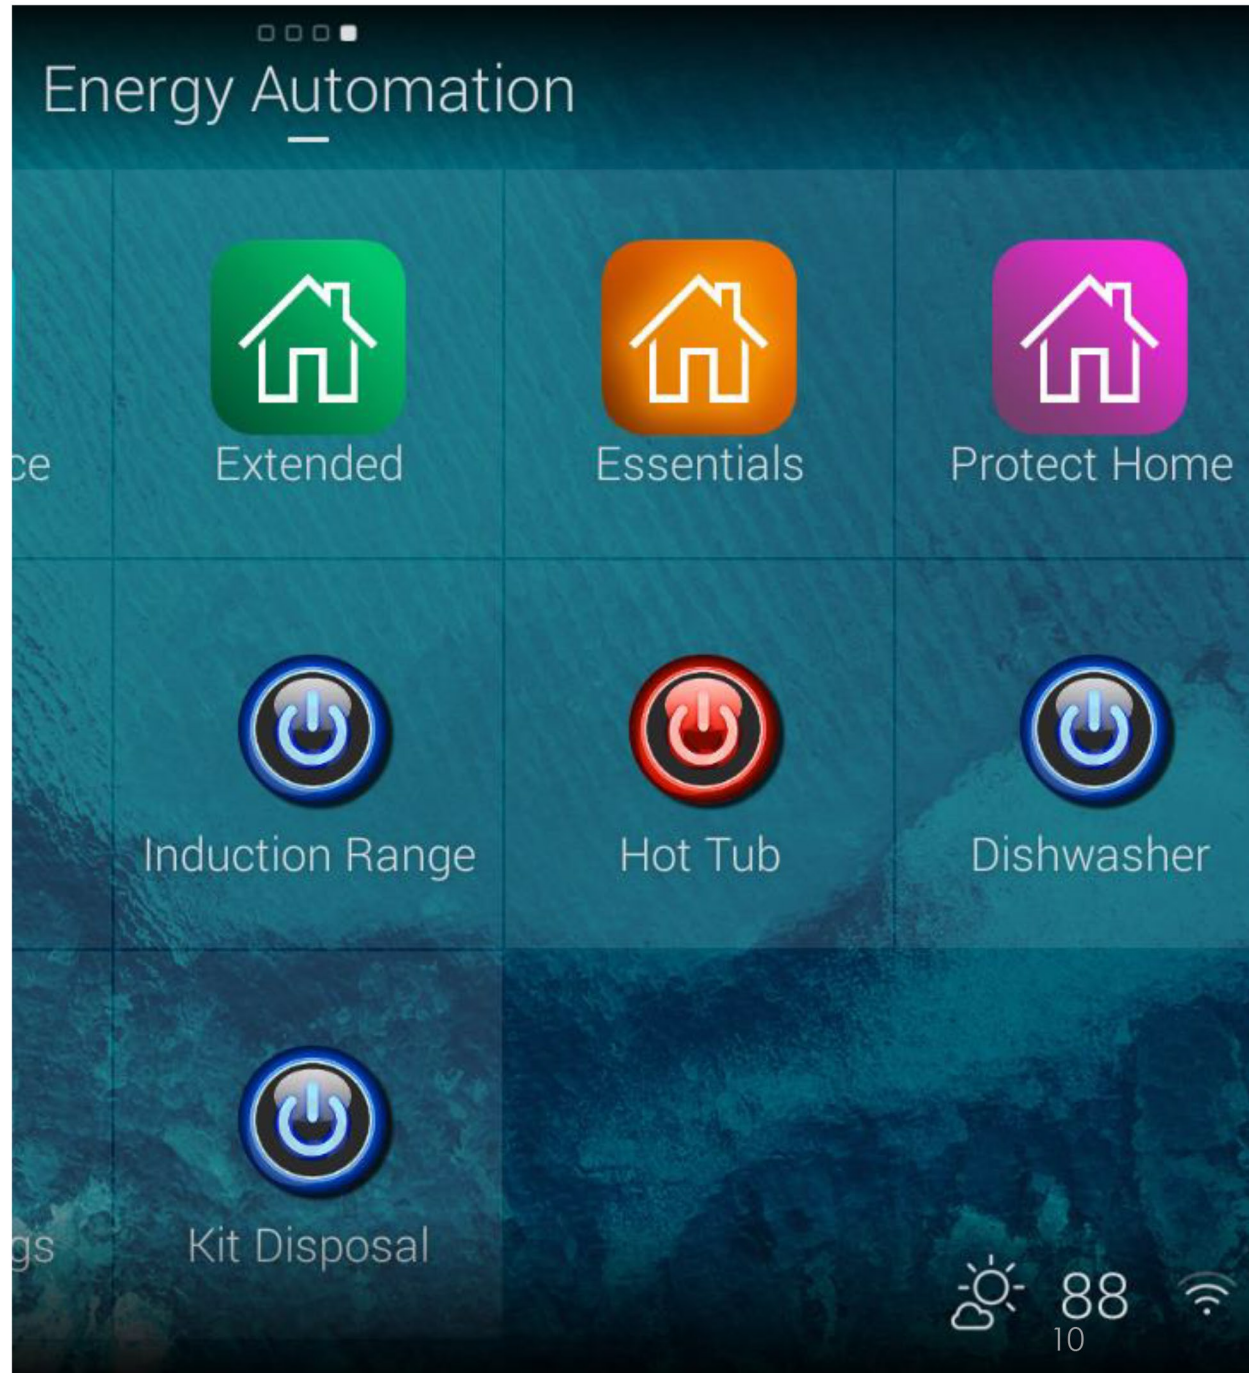 Energy Automation
ce
Extended
Essentials
Protect Home
Induction Range
Hot Tub
Dishwasher
gs
Kit Disposal
88
10